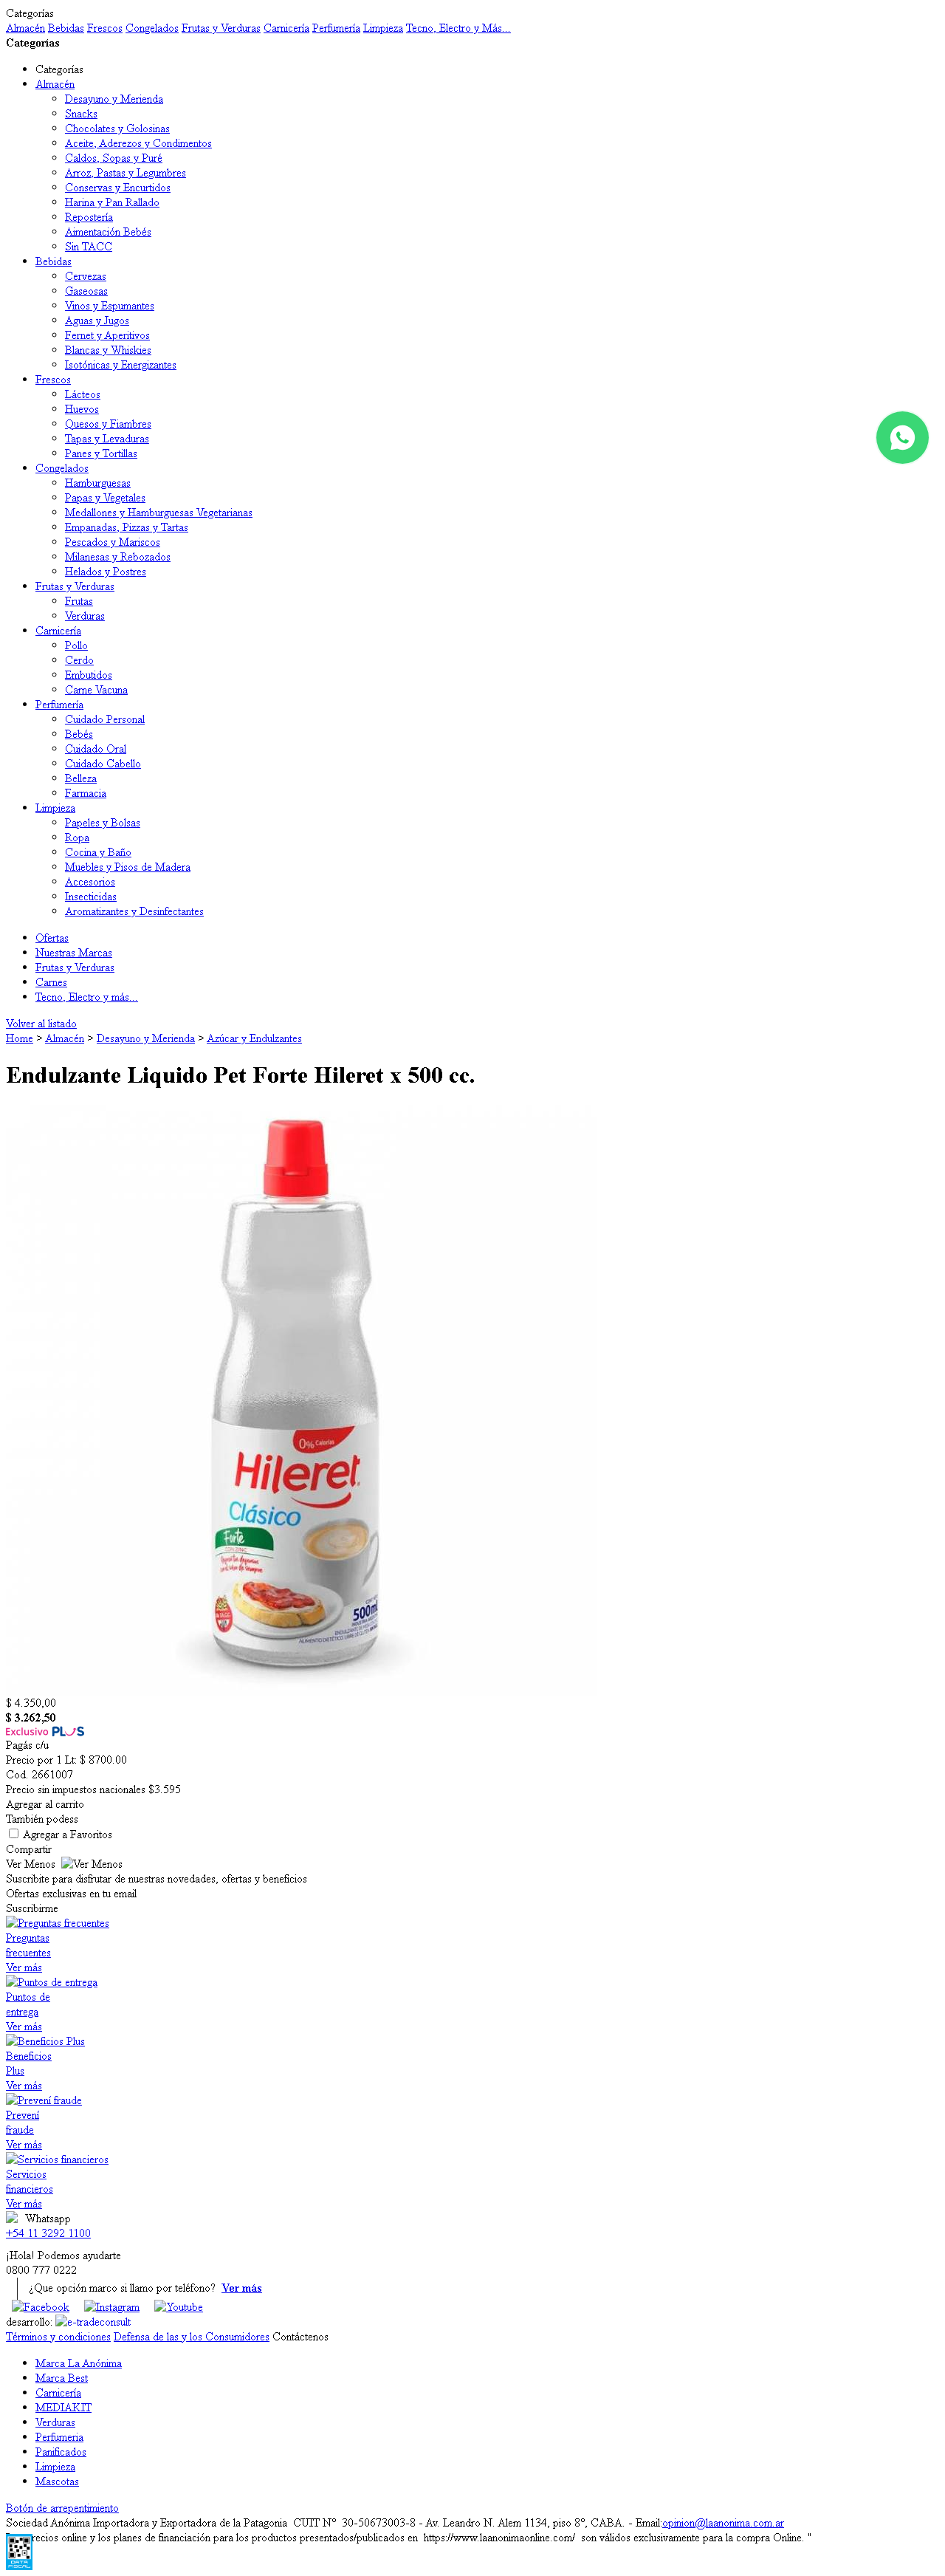 Categorías
Almacén Bebidas Frescos Congelados Frutas y Verduras Carnicería Perfumería Limpieza Tecno, Electro y Más...
Categorías
Categorías
Almacén
Desayuno y Merienda
Snacks
Chocolates y Golosinas
Aceite, Aderezos y Condimentos
Caldos, Sopas y Puré
Arroz, Pastas y Legumbres
Conservas y Encurtidos
Harina y Pan Rallado
Repostería
Aimentación Bebés
Sin TACC
Bebidas
Cervezas
Gaseosas
Vinos y Espumantes
Aguas y Jugos
Fernet y Aperitivos
Blancas y Whiskies
Isotónicas y Energizantes
Frescos
Lácteos
Huevos
Quesos y Fiambres
Tapas y Levaduras
Panes y Tortillas
Congelados
Hamburguesas
Papas y Vegetales
Medallones y Hamburguesas Vegetarianas
Empanadas, Pizzas y Tartas
Pescados y Mariscos
Milanesas y Rebozados
Helados y Postres
Frutas y Verduras
Frutas
Verduras
Carnicería
Pollo
Cerdo
Embutidos
Carne Vacuna
Perfumería
Cuidado Personal
Bebés
Cuidado Oral
Cuidado Cabello
Belleza
Farmacia
Limpieza
Papeles y Bolsas
Ropa
Cocina y Baño
Muebles y Pisos de Madera
Accesorios
Insecticidas
Aromatizantes y Desinfectantes
Ofertas
Nuestras Marcas
Frutas y Verduras
Carnes
Tecno, Electro y más...
Volver al listado
Home > Almacén > Desayuno y Merienda > Azúcar y Endulzantes
Endulzante Liquido Pet Forte Hileret x 500 cc.
0% Calorías
Hileret
Clásico
Forte
500ml
$ 4.350,00
$ 3.262,50
Exclusivo PLUS
Pagás c/u
Precio por 1 Lt: $ 8700.00
Cod. 2661007
Precio sin impuestos nacionales $3.595
Agregar al carrito
También podess
Agregar a Favoritos
Compartir
Ver Menos Ver Menos
Suscribite para disfrutar de nuestras novedades, ofertas y beneficios
Ofertas exclusivas en tu email
Suscribirme
Preguntas frecuentes
Preguntas
frecuentes
Ver más
Puntos de entrega
Puntos de
entrega
Ver más
Beneficios Plus
Beneficios
Plus
Ver más
Prevení fraude
Prevení
fraude
Ver más
Servicios financieros
Servicios
financieros
Ver más
Whatsapp
+54 11 3292 1100
¡Hola! Podemos ayudarte
0800 777 0222
¿Que opción marco si llamo por teléfono? Ver más
Facebook Instagram Youtube
desarrollo: e-tradeconsult
Términos y condiciones Defensa de las y los Consumidores Contáctenos
Marca La Anónima
Marca Best
Carnicería
MEDIAKIT
Verduras
Perfumeria
Panificados
Limpieza
Mascotas
Botón de arrepentimiento
Sociedad Anónima Importadora y Exportadora de la Patagonia CUIT Nº 30-50673003-8 - Av. Leandro N. Alem 1134, piso 8º, CABA. - Email:opinion@laanonima.com.ar
recios online y los planes de financiación para los productos presentados/publicados en https://www.laanonimaonline.com/ son válidos exclusivamente para la compra Online. "
DATA
FISCAL